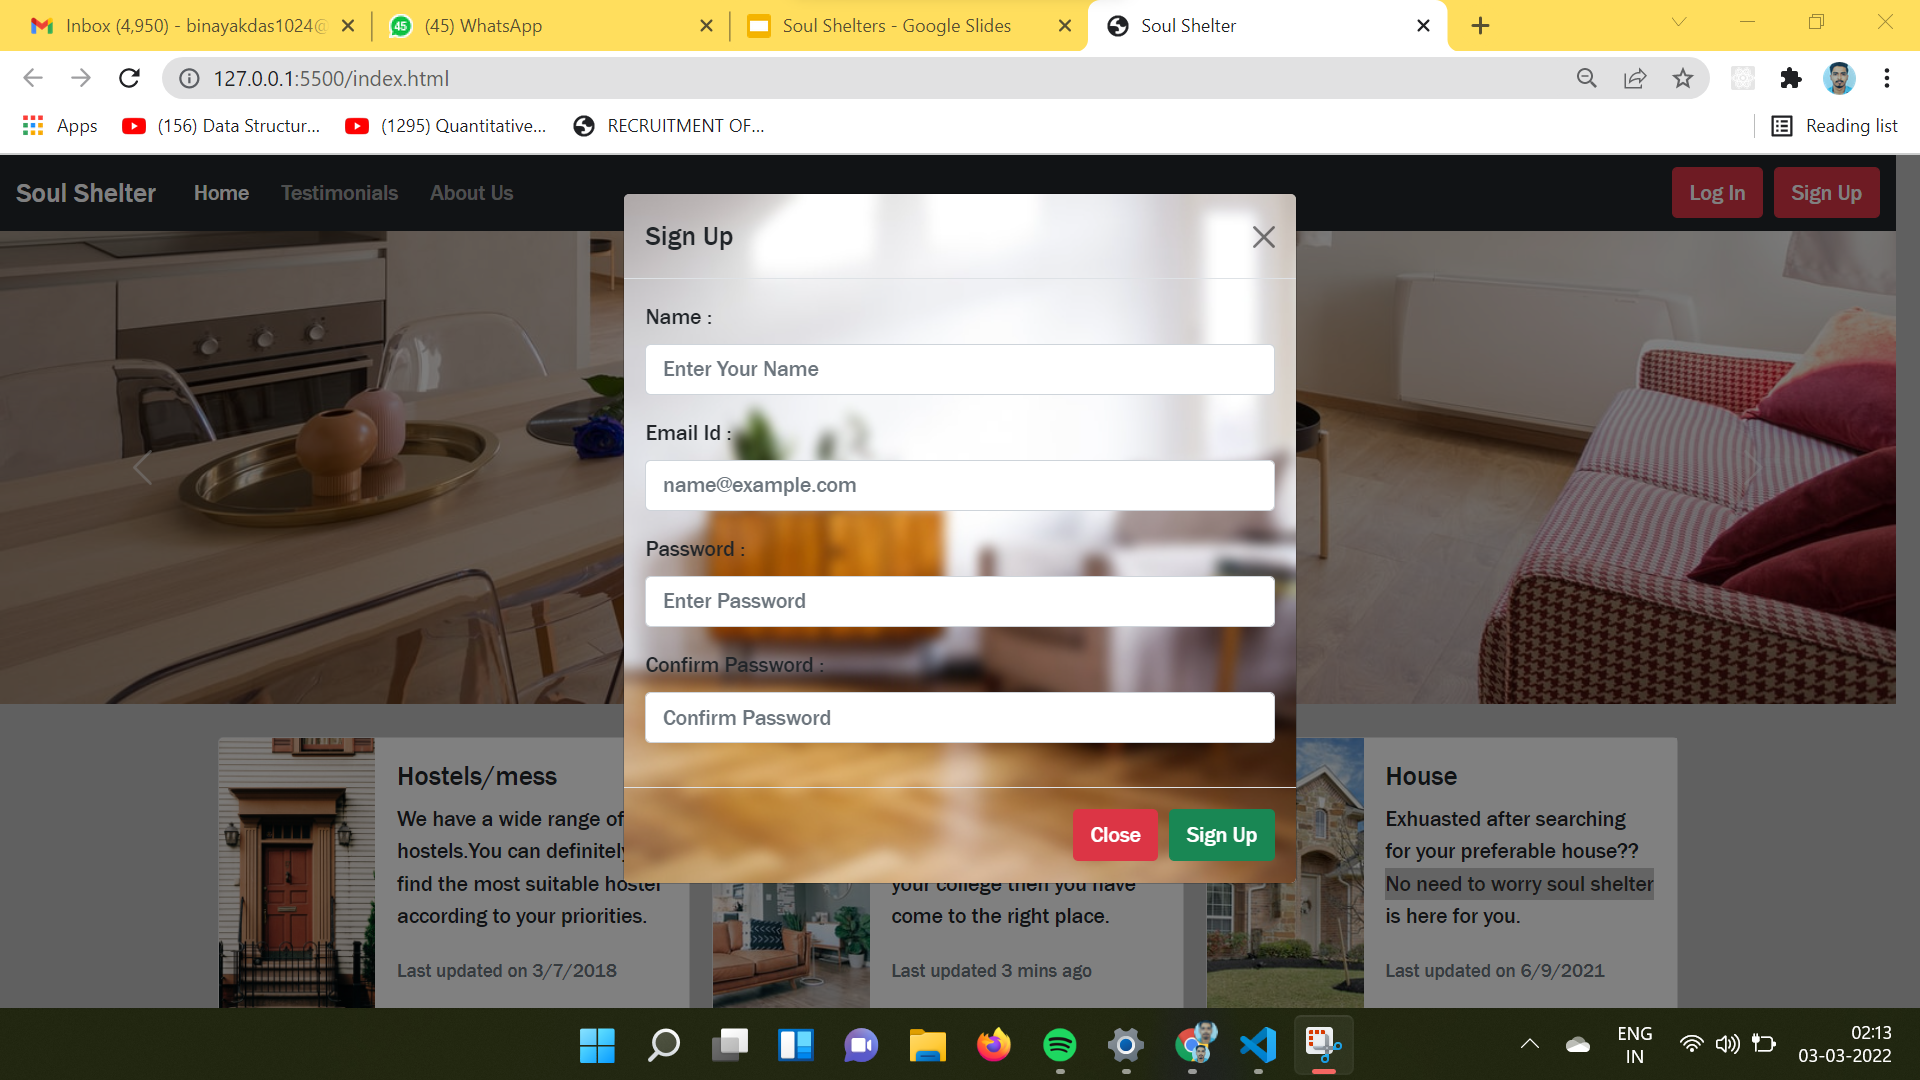 Inbox (4,950) - binayakdas1024@
(45) WhatsApp
Soul Shelters - Google Slides
Soul Shelter
127.0.0.1:5500/index.html
Apps
(156) Data Structur...
(1295) Quantitative...
RECRUITMENT OF...
Reading list
Soul Shelter
Home
Testimonials
About Us
Log In
Sign Up
Sign Up
Name :
Enter Your Name
Email Id :
name@example.com
Password :
Enter Password
Confirm Password :
Confirm Password
Close
Sign Up
Hostels/mess
We have a wide range of
hostels.You can definitely
find the most suitable hostel
according to your priorities.
Last updated on 3/7/2018
your college then you have
come to the right place.
Last updated 3 mins ago
House
Exhuasted after searching
for your preferable house??
No need to worry soul shelter
is here for you.
Last updated on 6/9/2021
45
ENG
IN
02:13
03-03-2022